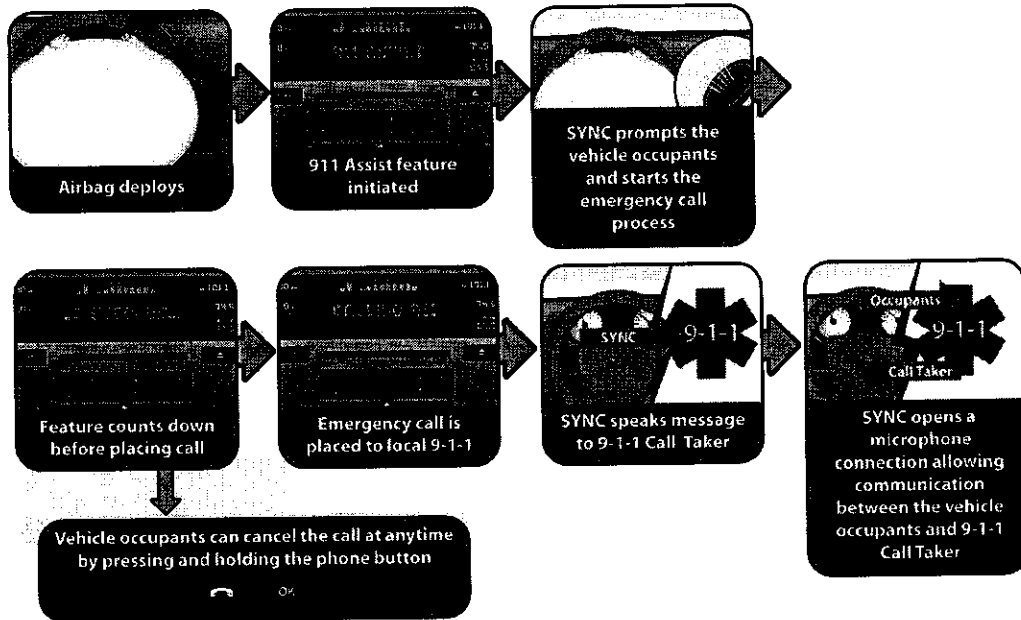 Airbag deploys
911 Assist feature
initiated
SYNC prompts the
vehicle occupants
and starts the
emergency call
process
Feature counts down
before placing call
Emergency call is
placed to local 9-1-1
SYNC
9-1-1
SYNC speaks message
to 9-1-1 Call Taker
Occupants
9-1-1
Call Taker
SYNC opens a
microphone
connection allowing
communication
between the vehicle
occupants and 9-1-1
Call Taker
Vehicle occupants can cancel the call at anytime
by pressing and holding the phone button
OK